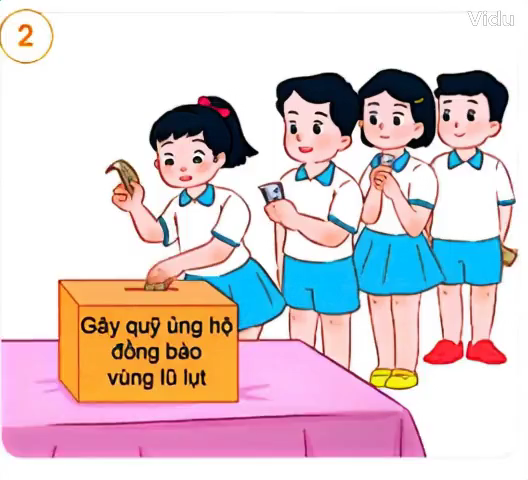 2
Vidu
Gây quỹ ủng hộ
đồng bào
vùng lũ lụt